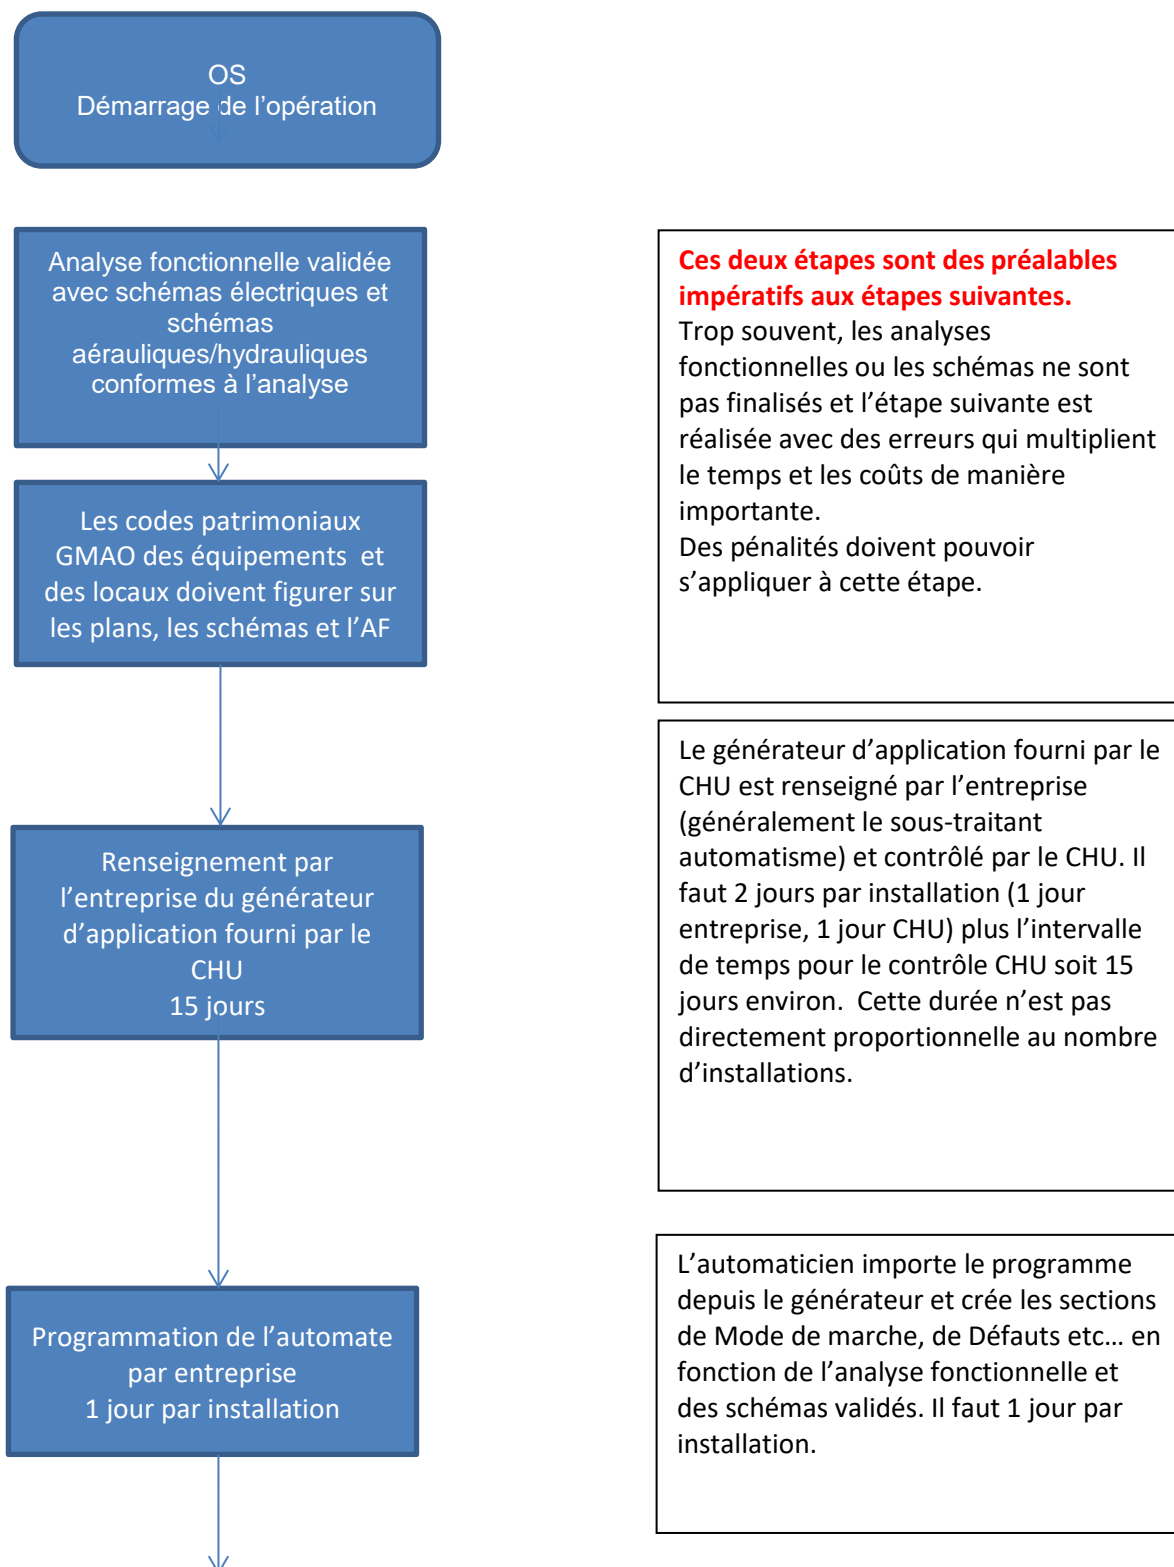 OS
Démarrage de l’opération
Analyse fonctionnelle validée
avec schémas électriques et
schémas
aérauliques/hydrauliques
conformes à l’analyse
Ces deux étapes sont des préalables
impératifs aux étapes suivantes.
Trop souvent, les analyses
fonctionnelles ou les schémas ne sont
pas finalisés et l’étape suivante est
réalisée avec des erreurs qui multiplient
le temps et les coûts de manière
importante.
Des pénalités doivent pouvoir
s’appliquer à cette étape.
Les codes patrimoniaux
GMAO des équipements et
des locaux doivent figurer sur
les plans, les schémas et l’AF
Renseignement par
l’entreprise du générateur
d’application fourni par le
CHU
15 jours
Le générateur d’application fourni par le
CHU est renseigné par l’entreprise
(généralement le sous-traitant
automatisme) et contrôlé par le CHU. Il
faut 2 jours par installation (1 jour
entreprise, 1 jour CHU) plus l’intervalle
de temps pour le contrôle CHU soit 15
jours environ. Cette durée n’est pas
directement proportionnelle au nombre
d’installations.
Programmation de l’automate
par entreprise
1 jour par installation
L’automaticien importe le programme
depuis le générateur et crée les sections
de Mode de marche, de Défauts etc… en
fonction de l’analyse fonctionnelle et
des schémas validés. Il faut 1 jour par
installation.